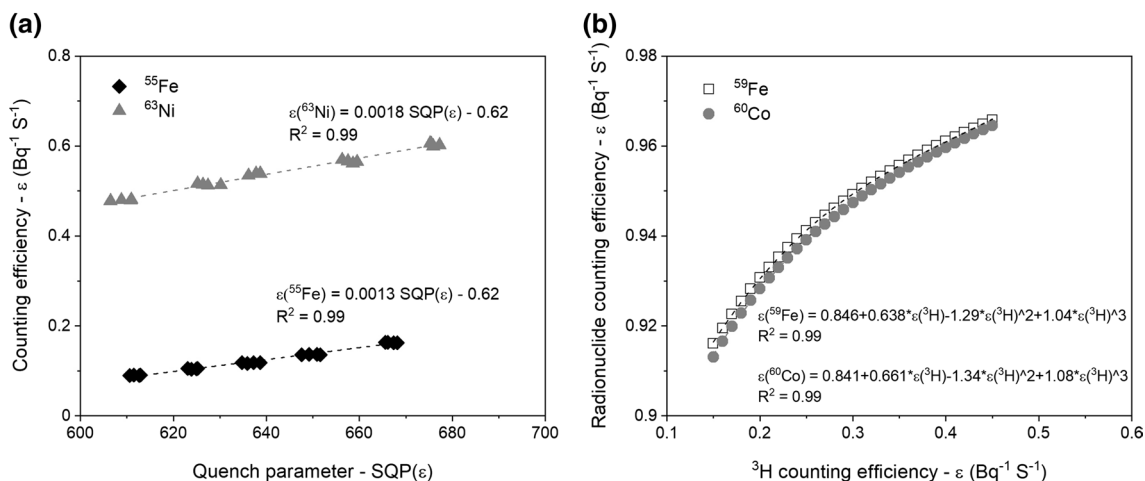 (a)
0.8
0.6
0.4
0.2
0
Counting efficiency - ε (Bq⁻¹ S⁻¹)
⁵⁵Fe
⁶³Ni
ε(⁶³Ni) = 0.0018 SQP(ε) - 0.62
R² = 0.99
ε(⁵⁵Fe) = 0.0013 SQP(ε) - 0.62
R² = 0.99
600 620 640 660 680 700
Quench parameter - SQP(ε)
(b)
0.98
0.96
0.94
0.92
0.9
Radionuclide counting efficiency - ε (Bq⁻¹ S⁻¹)
⁵⁹Fe
⁶⁰Co
ε(⁵⁹Fe) = 0.846+0.638*ε(³H)-1.29*ε(³H)^2+1.04*ε(³H)^3
R² = 0.99
ε(⁶⁰Co) = 0.841+0.661*ε(³H)-1.34*ε(³H)^2+1.08*ε(³H)^3
R² = 0.99
0.1 0.2 0.3 0.4 0.5 0.6
³H counting efficiency - ε (Bq⁻¹ S⁻¹)